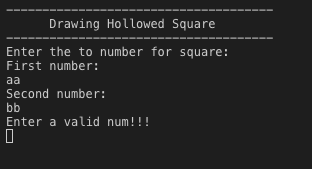 -------------------------------------
Drawing Hollowed Square
-------------------------------------
Enter the to number for square:
First number:
aa
Second number:
bb
Enter a valid num!!!